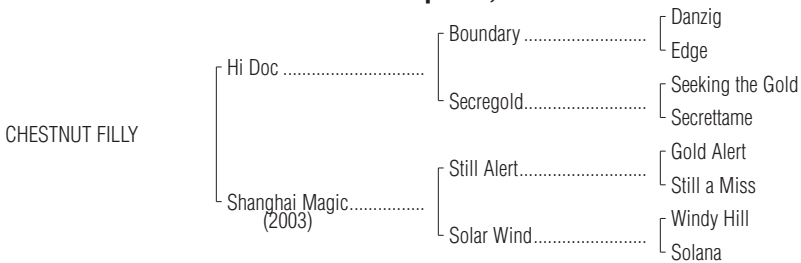 Danzig
Boundary ..........................
Edge
Hi Doc .............................
Seeking the Gold
Secregold..........................
Secrettame
CHESTNUT FILLY
Gold Alert
Still Alert...........................
Still a Miss
Shanghai Magic................
(2003)
Windy Hill
Solar Wind........................
Solana